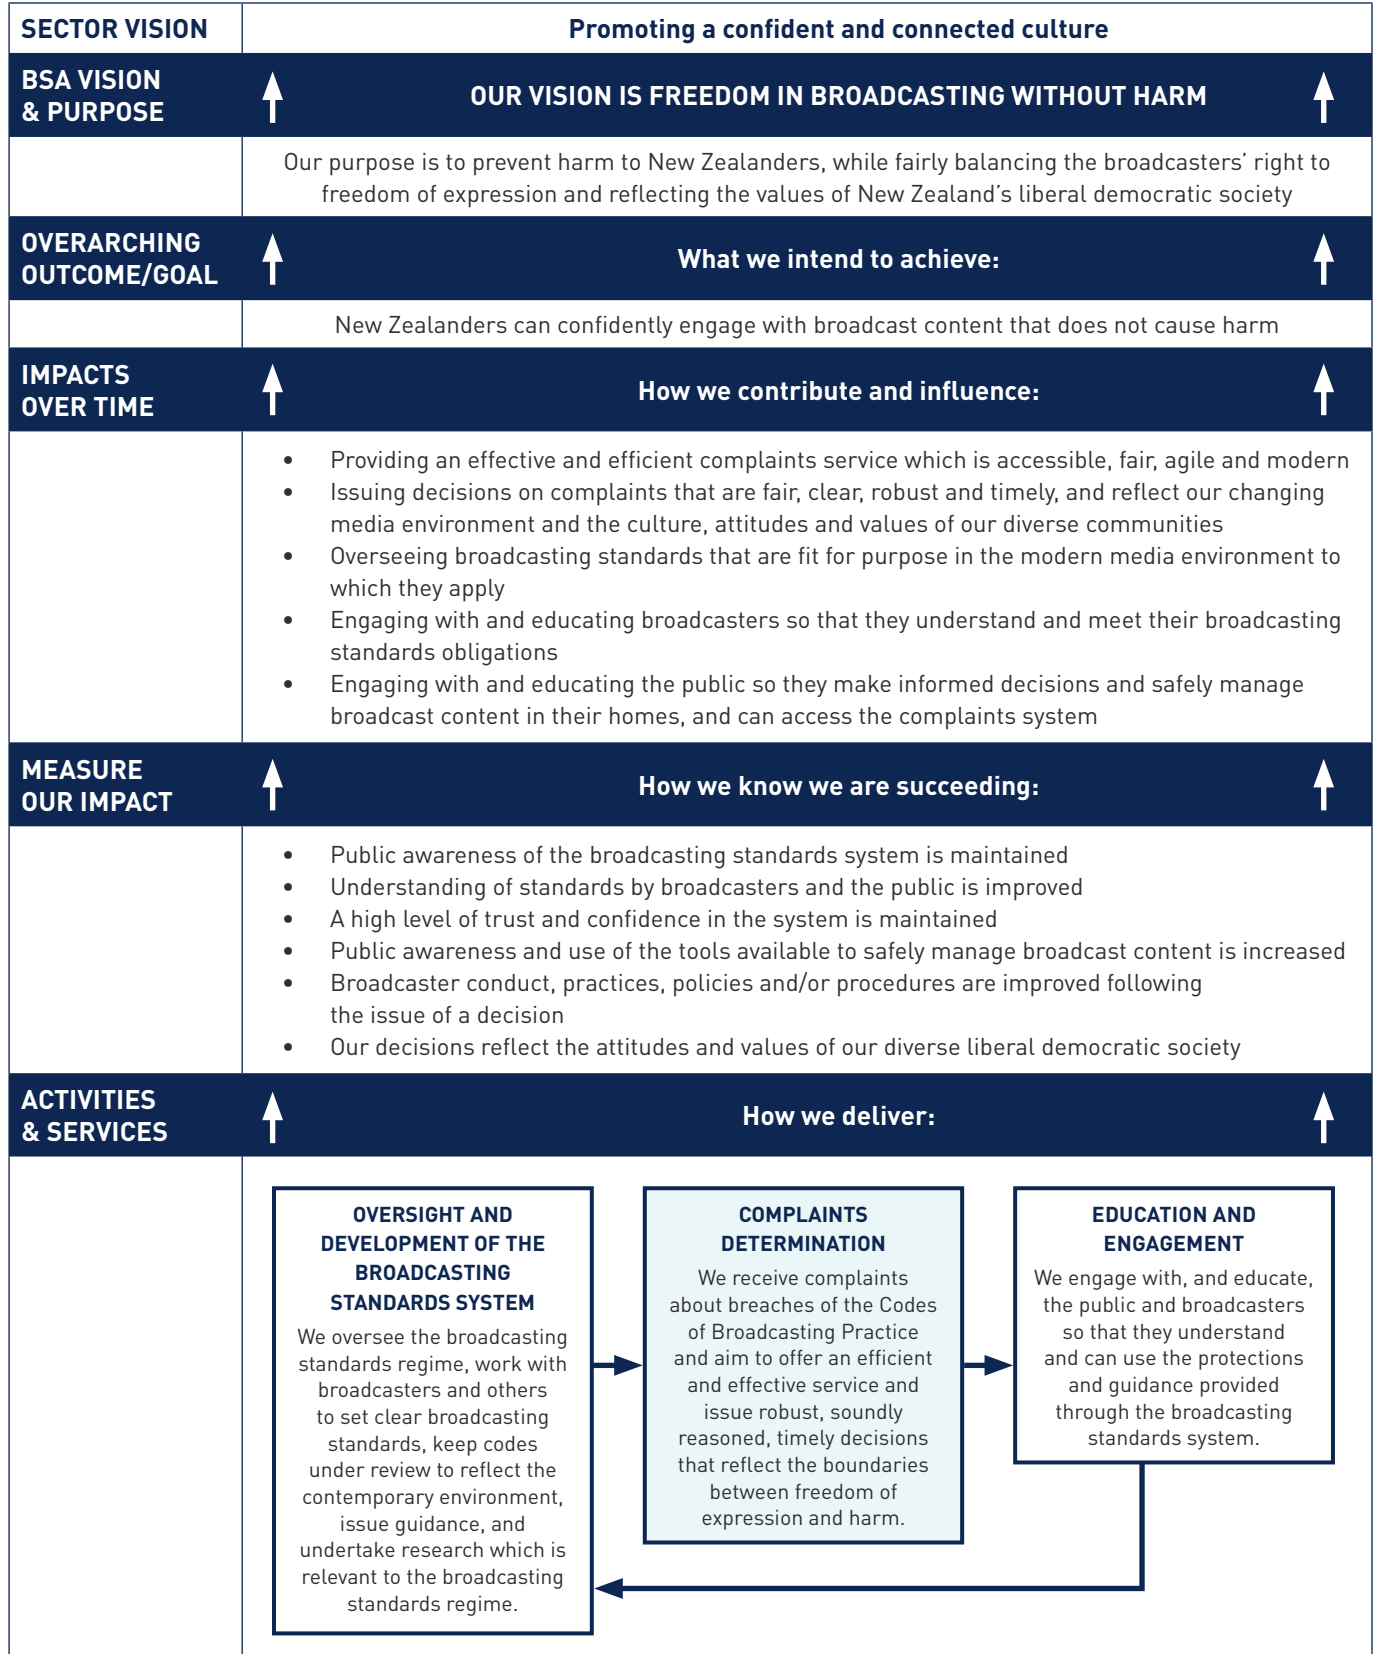 SECTOR VISION
Promoting a confident and connected culture
BSA VISION
& PURPOSE
OUR VISION IS FREEDOM IN BROADCASTING WITHOUT HARM
Our purpose is to prevent harm to New Zealanders, while fairly balancing the broadcasters’ right to
freedom of expression and reflecting the values of New Zealand’s liberal democratic society
OVERARCHING
OUTCOME/GOAL
What we intend to achieve:
New Zealanders can confidently engage with broadcast content that does not cause harm
IMPACTS
OVER TIME
How we contribute and influence:
• Providing an effective and efficient complaints service which is accessible, fair, agile and modern
• Issuing decisions on complaints that are fair, clear, robust and timely, and reflect our changing
media environment and the culture, attitudes and values of our diverse communities
• Overseeing broadcasting standards that are fit for purpose in the modern media environment to
which they apply
• Engaging with and educating broadcasters so that they understand and meet their broadcasting
standards obligations
• Engaging with and educating the public so they make informed decisions and safely manage
broadcast content in their homes, and can access the complaints system
MEASURE
OUR IMPACT
How we know we are succeeding:
• Public awareness of the broadcasting standards system is maintained
• Understanding of standards by broadcasters and the public is improved
• A high level of trust and confidence in the system is maintained
• Public awareness and use of the tools available to safely manage broadcast content is increased
• Broadcaster conduct, practices, policies and/or procedures are improved following
the issue of a decision
• Our decisions reflect the attitudes and values of our diverse liberal democratic society
ACTIVITIES
& SERVICES
How we deliver:
OVERSIGHT AND
DEVELOPMENT OF THE
BROADCASTING
STANDARDS SYSTEM
We oversee the broadcasting
standards regime, work with
broadcasters and others
to set clear broadcasting
standards, keep codes
under review to reflect the
contemporary environment,
issue guidance, and
undertake research which is
relevant to the broadcasting
standards regime.
COMPLAINTS
DETERMINATION
We receive complaints
about breaches of the Codes
of Broadcasting Practice
and aim to offer an efficient
and effective service and
issue robust, soundly
reasoned, timely decisions
that reflect the boundaries
between freedom of
expression and harm.
EDUCATION AND
ENGAGEMENT
We engage with, and educate,
the public and broadcasters
so that they understand
and can use the protections
and guidance provided
through the broadcasting
standards system.